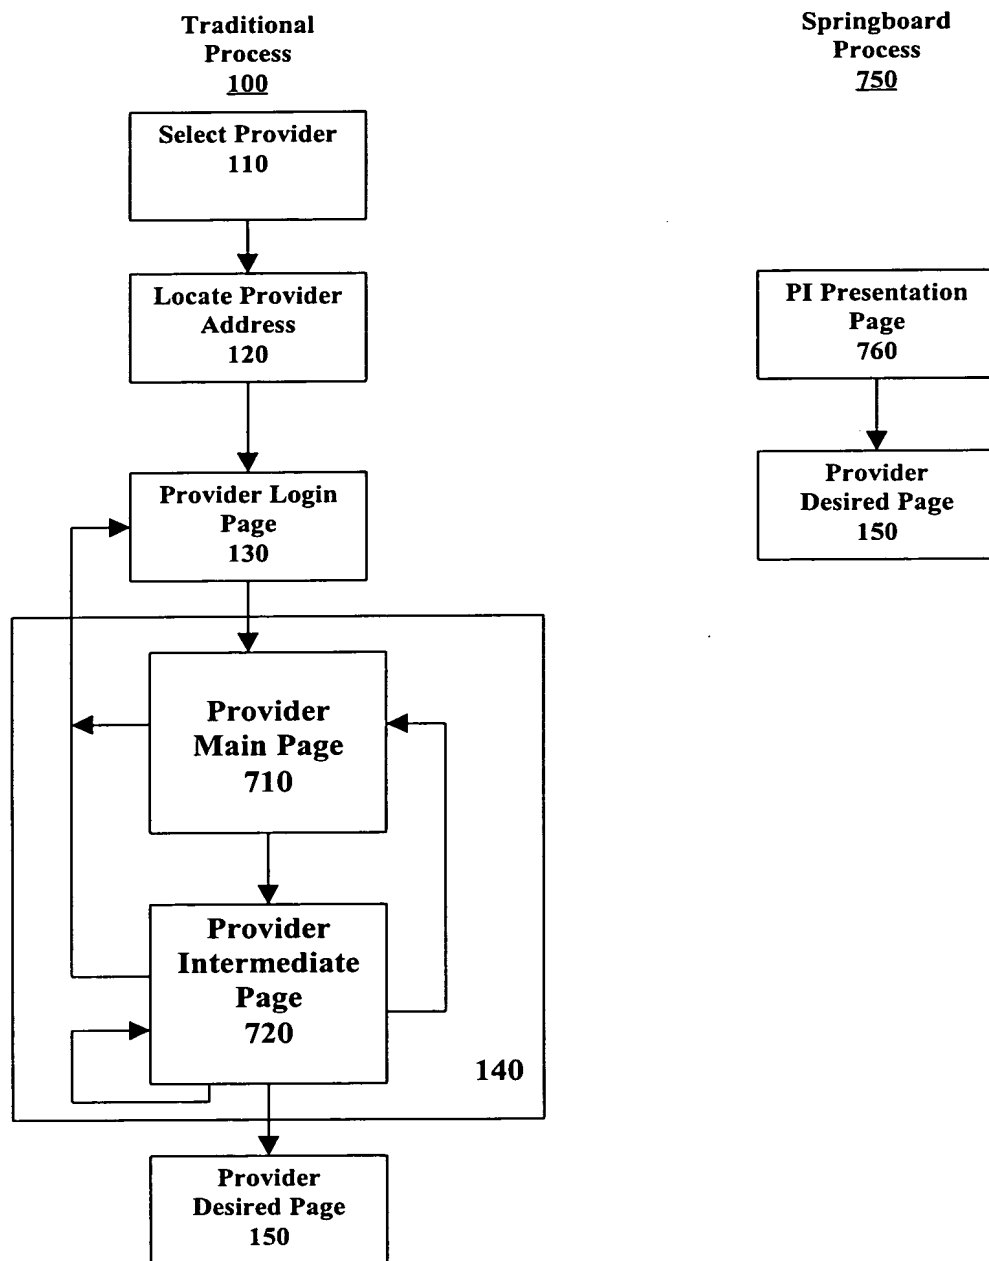 Traditional
Process
100
Select Provider
110
Locate Provider
Address
120
Provider Login
Page
130
Provider
Main Page
710
Provider
Intermediate
Page
720
140
Provider
Desired Page
150
Springboard
Process
750
PI Presentation
Page
760
Provider
Desired Page
150